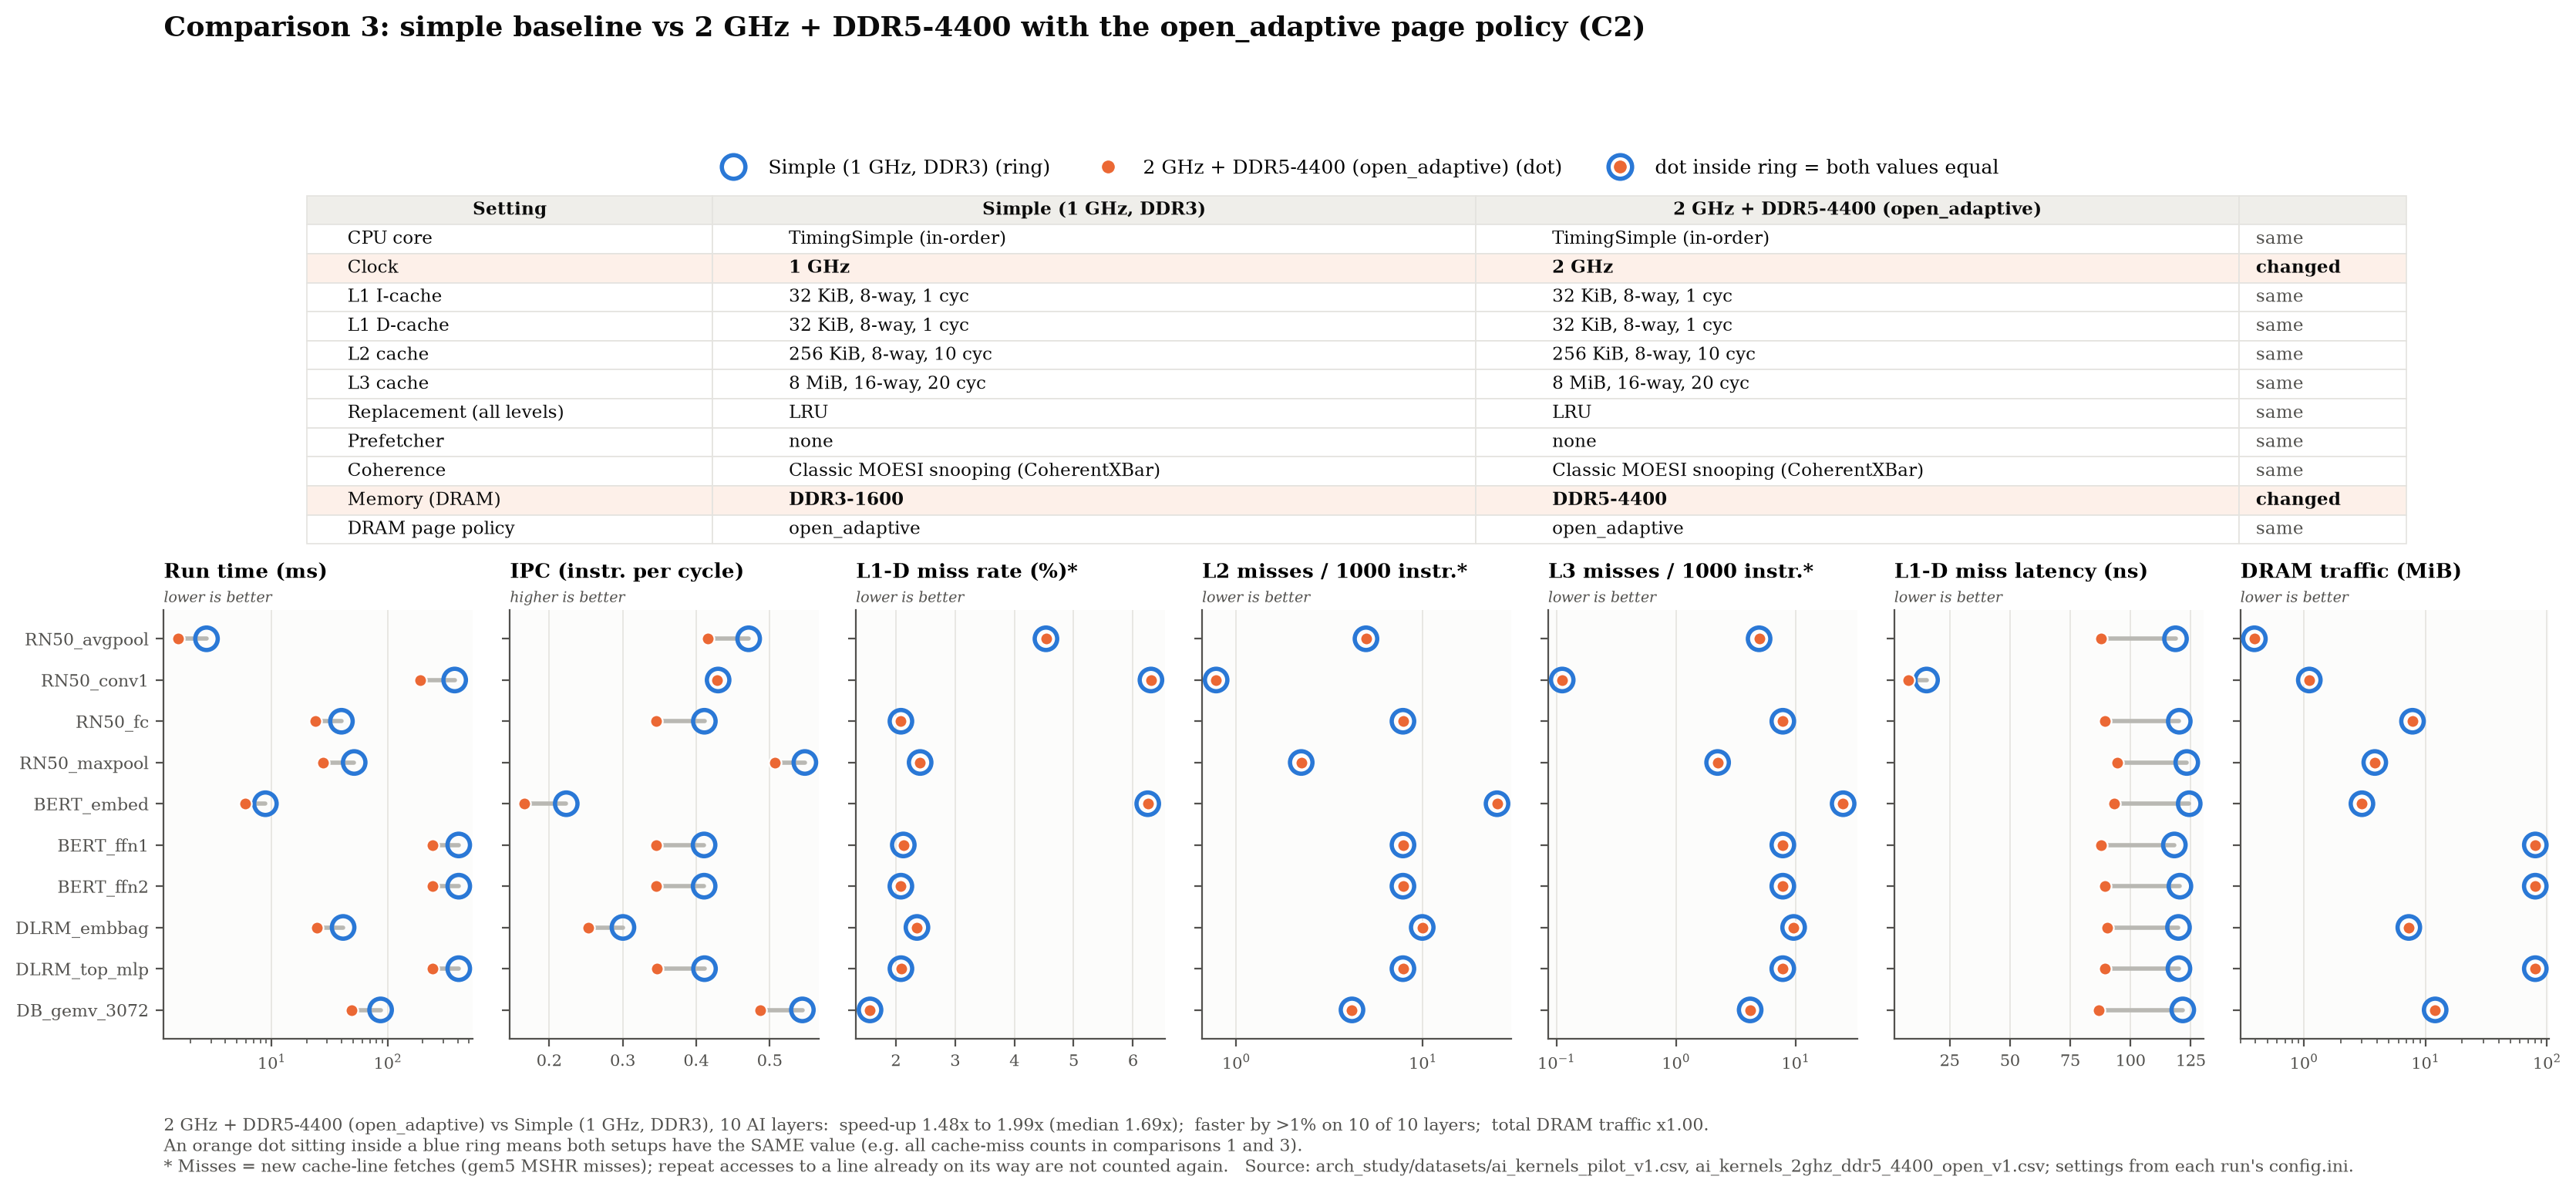 Comparison 3: simple baseline vs 2 GHz + DDR5-4400 with the open_adaptive page policy (C2)
Simple (1 GHz, DDR3) (ring) 2 GHz + DDR5-4400 (open_adaptive) (dot) dot inside ring = both values equal
Setting Simple (1 GHz, DDR3) 2 GHz + DDR5-4400 (open_adaptive)
CPU core TimingSimple (in-order) TimingSimple (in-order) same
Clock 1 GHz 2 GHz changed
L1 I-cache 32 KiB, 8-way, 1 cyc 32 KiB, 8-way, 1 cyc same
L1 D-cache 32 KiB, 8-way, 1 cyc 32 KiB, 8-way, 1 cyc same
L2 cache 256 KiB, 8-way, 10 cyc 256 KiB, 8-way, 10 cyc same
L3 cache 8 MiB, 16-way, 20 cyc 8 MiB, 16-way, 20 cyc same
Replacement (all levels) LRU LRU same
Prefetcher none none same
Coherence Classic MOESI snooping (CoherentXBar) Classic MOESI snooping (CoherentXBar) same
Memory (DRAM) DDR3-1600 DDR5-4400 changed
DRAM page policy open_adaptive open_adaptive same
Run time (ms) IPC (instr. per cycle) L1-D miss rate (%)* L2 misses / 1000 instr.* L3 misses / 1000 instr.* L1-D miss latency (ns) DRAM traffic (MiB)
lower is better higher is better lower is better lower is better lower is better lower is better lower is better
RN50_avgpool
RN50_conv1
RN50_fc
RN50_maxpool
BERT_embed
BERT_ffn1
BERT_ffn2
DLRM_embbag
DLRM_top_mlp
DB_gemv_3072
10¹ 10² 0.2 0.3 0.4 0.5 2 3 4 5 6 10⁰ 10¹ 10⁻¹ 10⁰ 10¹ 25 50 75 100 125 10⁰ 10¹ 10²
2 GHz + DDR5-4400 (open_adaptive) vs Simple (1 GHz, DDR3), 10 AI layers: speed-up 1.48x to 1.99x (median 1.69x); faster by >1% on 10 of 10 layers; total DRAM traffic x1.00.
An orange dot sitting inside a blue ring means both setups have the SAME value (e.g. all cache-miss counts in comparisons 1 and 3).
* Misses = new cache-line fetches (gem5 MSHR misses); repeat accesses to a line already on its way are not counted again. Source: arch_study/datasets/ai_kernels_pilot_v1.csv, ai_kernels_2ghz_ddr5_4400_open_v1.csv; settings from each run's config.ini.